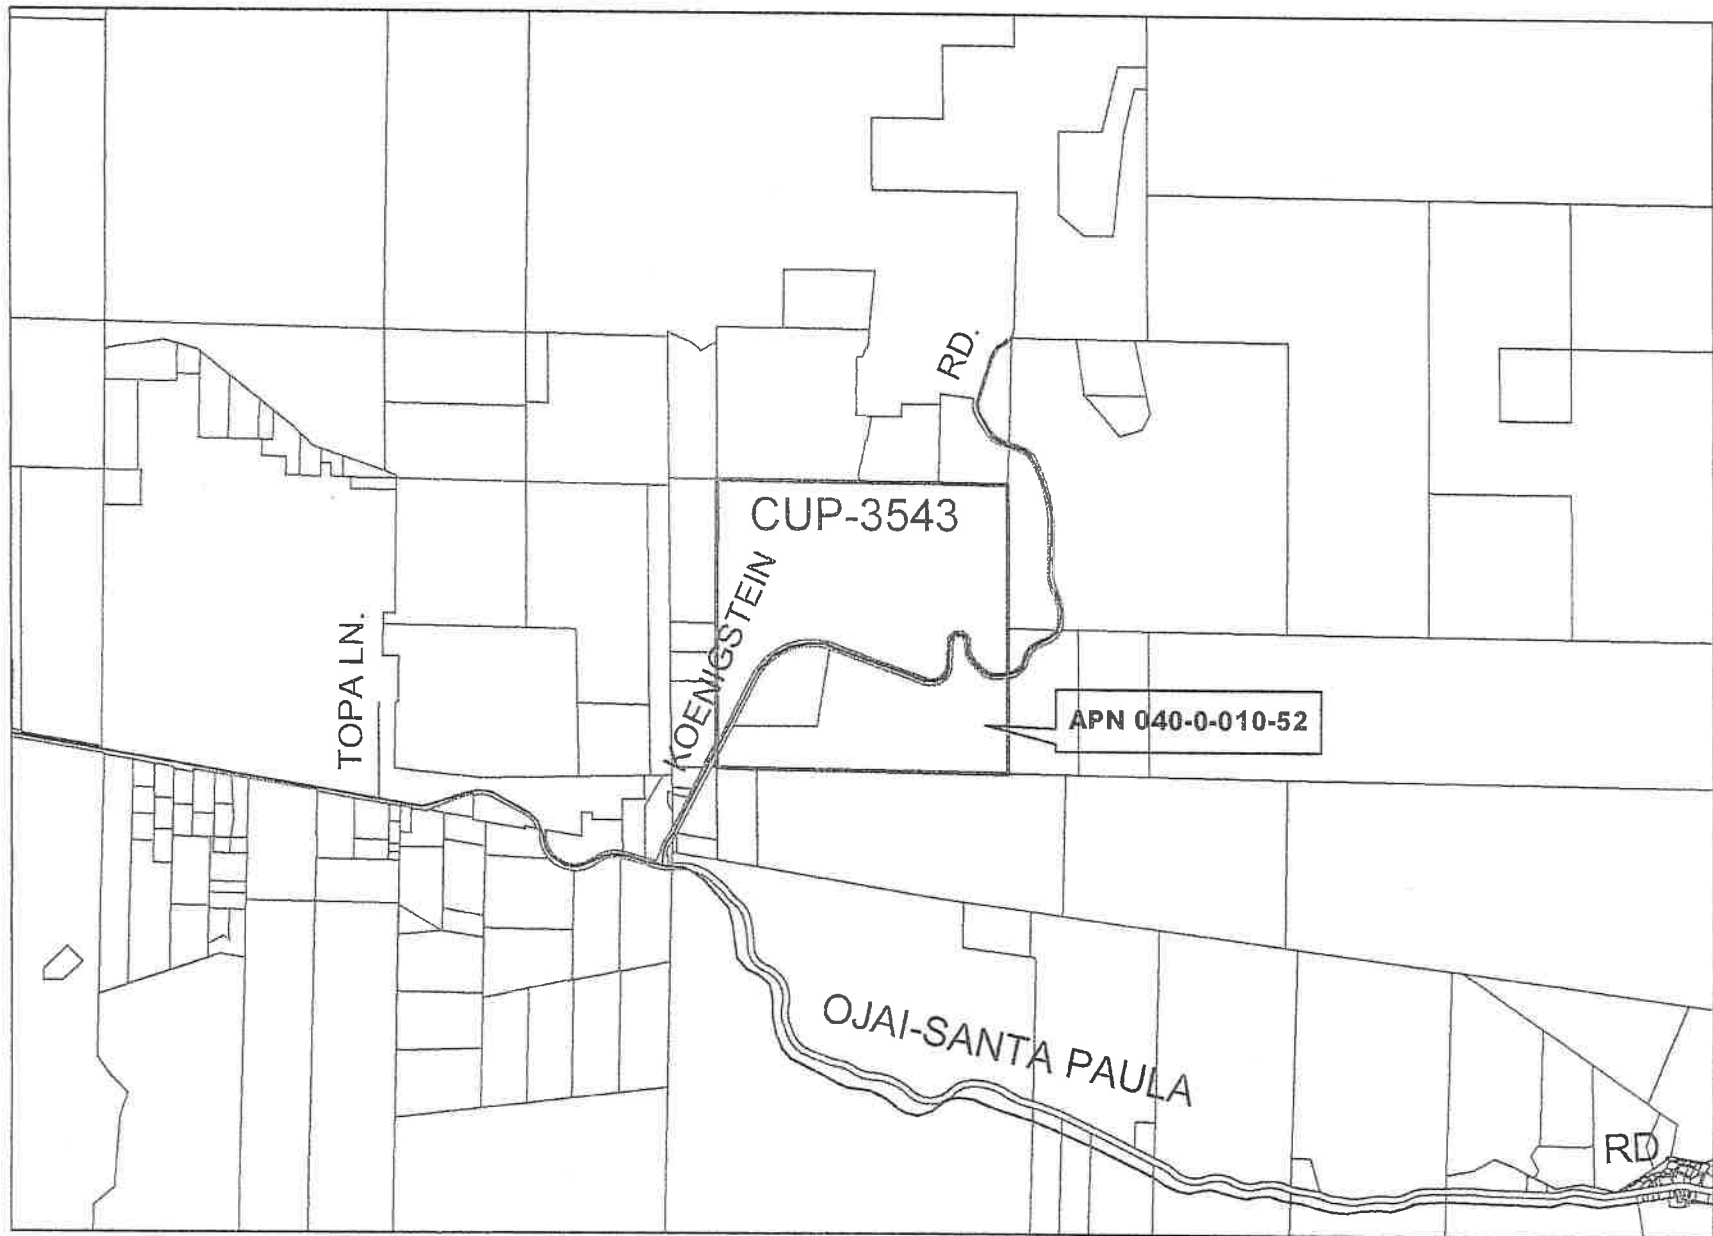 RD.
CUP-3543
KOENIGSTEIN
TOPA LN.
APN 040-0-010-52
OJAI-SANTA PAULA
RD